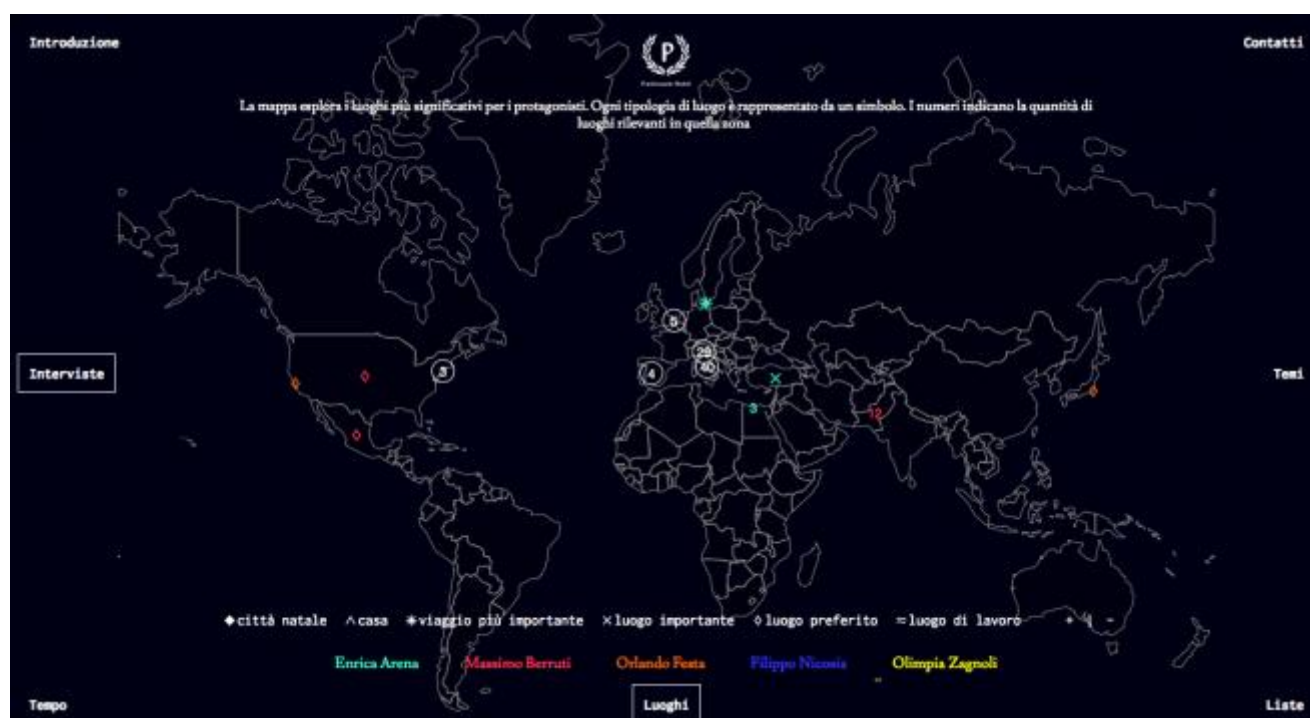 Introduzione
Contatti
P
La mappa esplora i luoghi più significativi per i protagonisti. Ogni tipologia di luogo è rappresentato da un simbolo. I numeri indicano la quantità di
luoghi rilevanti in quella zona
5
29
40
4
3
3
12
Interviste
Temi
◆città natale ^casa ✳viaggio più importante ×luogo importante ◊luogo preferito ≈luogo di lavoro + | -
Enrica Arena Massimo Berruti Orlando Festa Filippo Nicosia Olimpia Zagnoli
Tempo
Luoghi
Liste